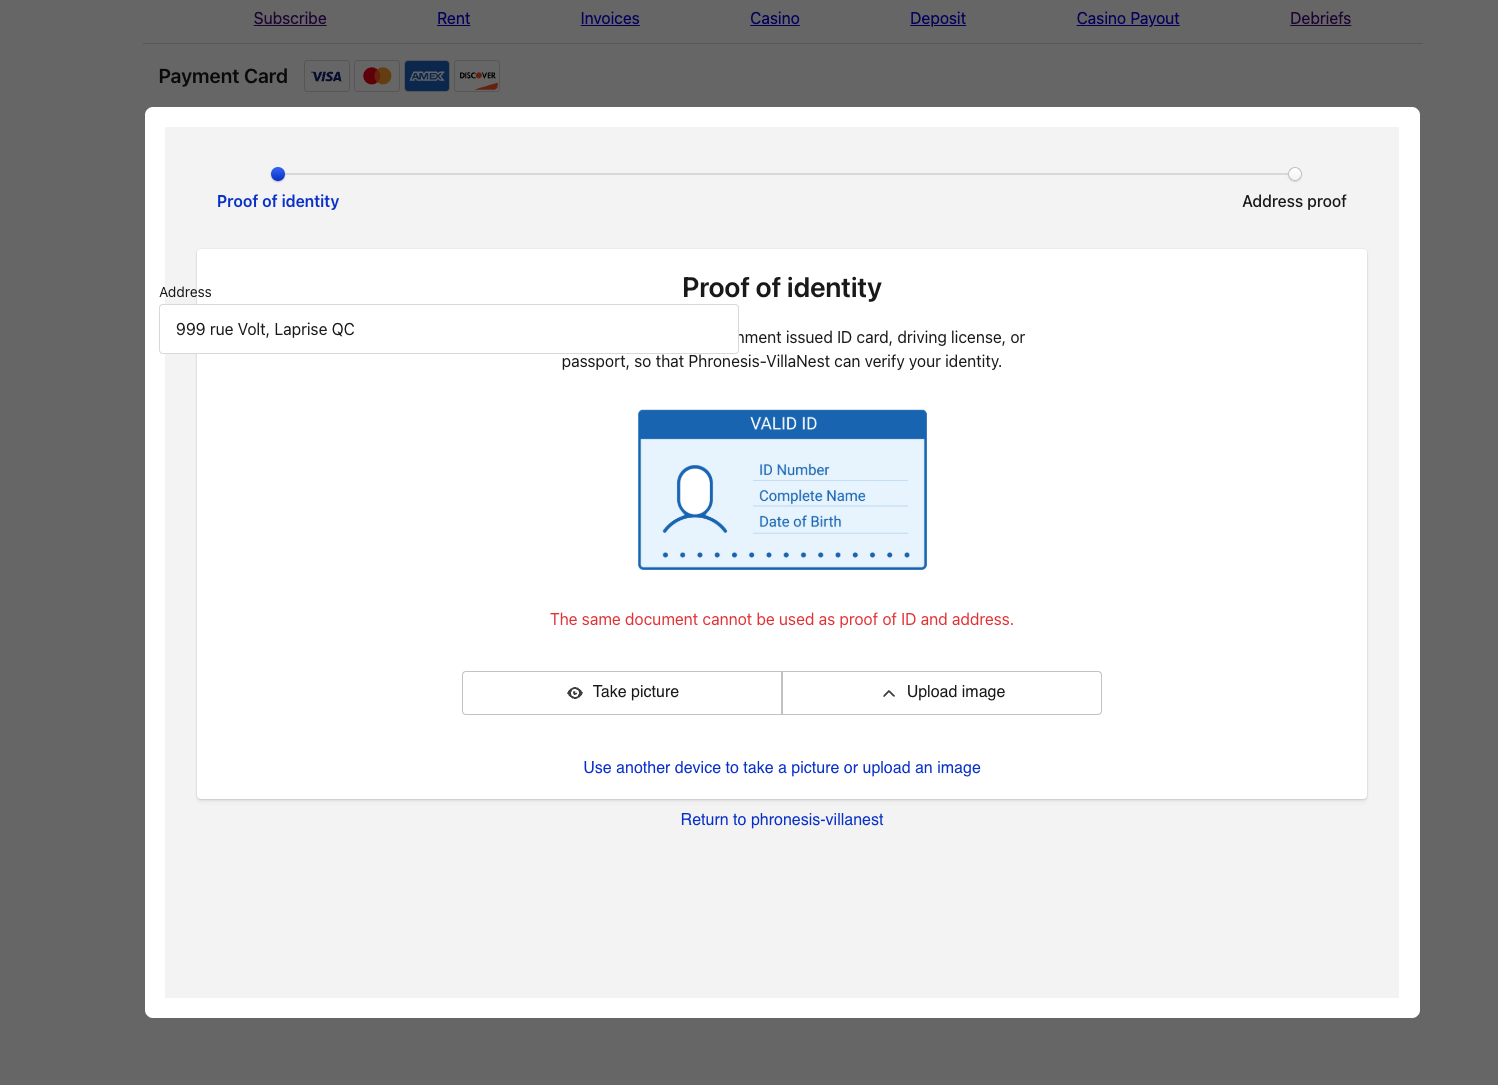 Subscribe Rent Invoices Casino Deposit Casino Payout Debriefs
Payment Card VISA AMEX DISCOVER
Proof of identity Address proof
Proof of identity
Address
999 rue Volt, Laprise QC
issued ID card, driving license, or
passport, so that Phronesis-VillaNest can verify your identity.
VALID ID
ID Number
Complete Name
Date of Birth
The same document cannot be used as proof of ID and address.
Take picture Upload image
Use another device to take a picture or upload an image
Return to phronesis-villanest